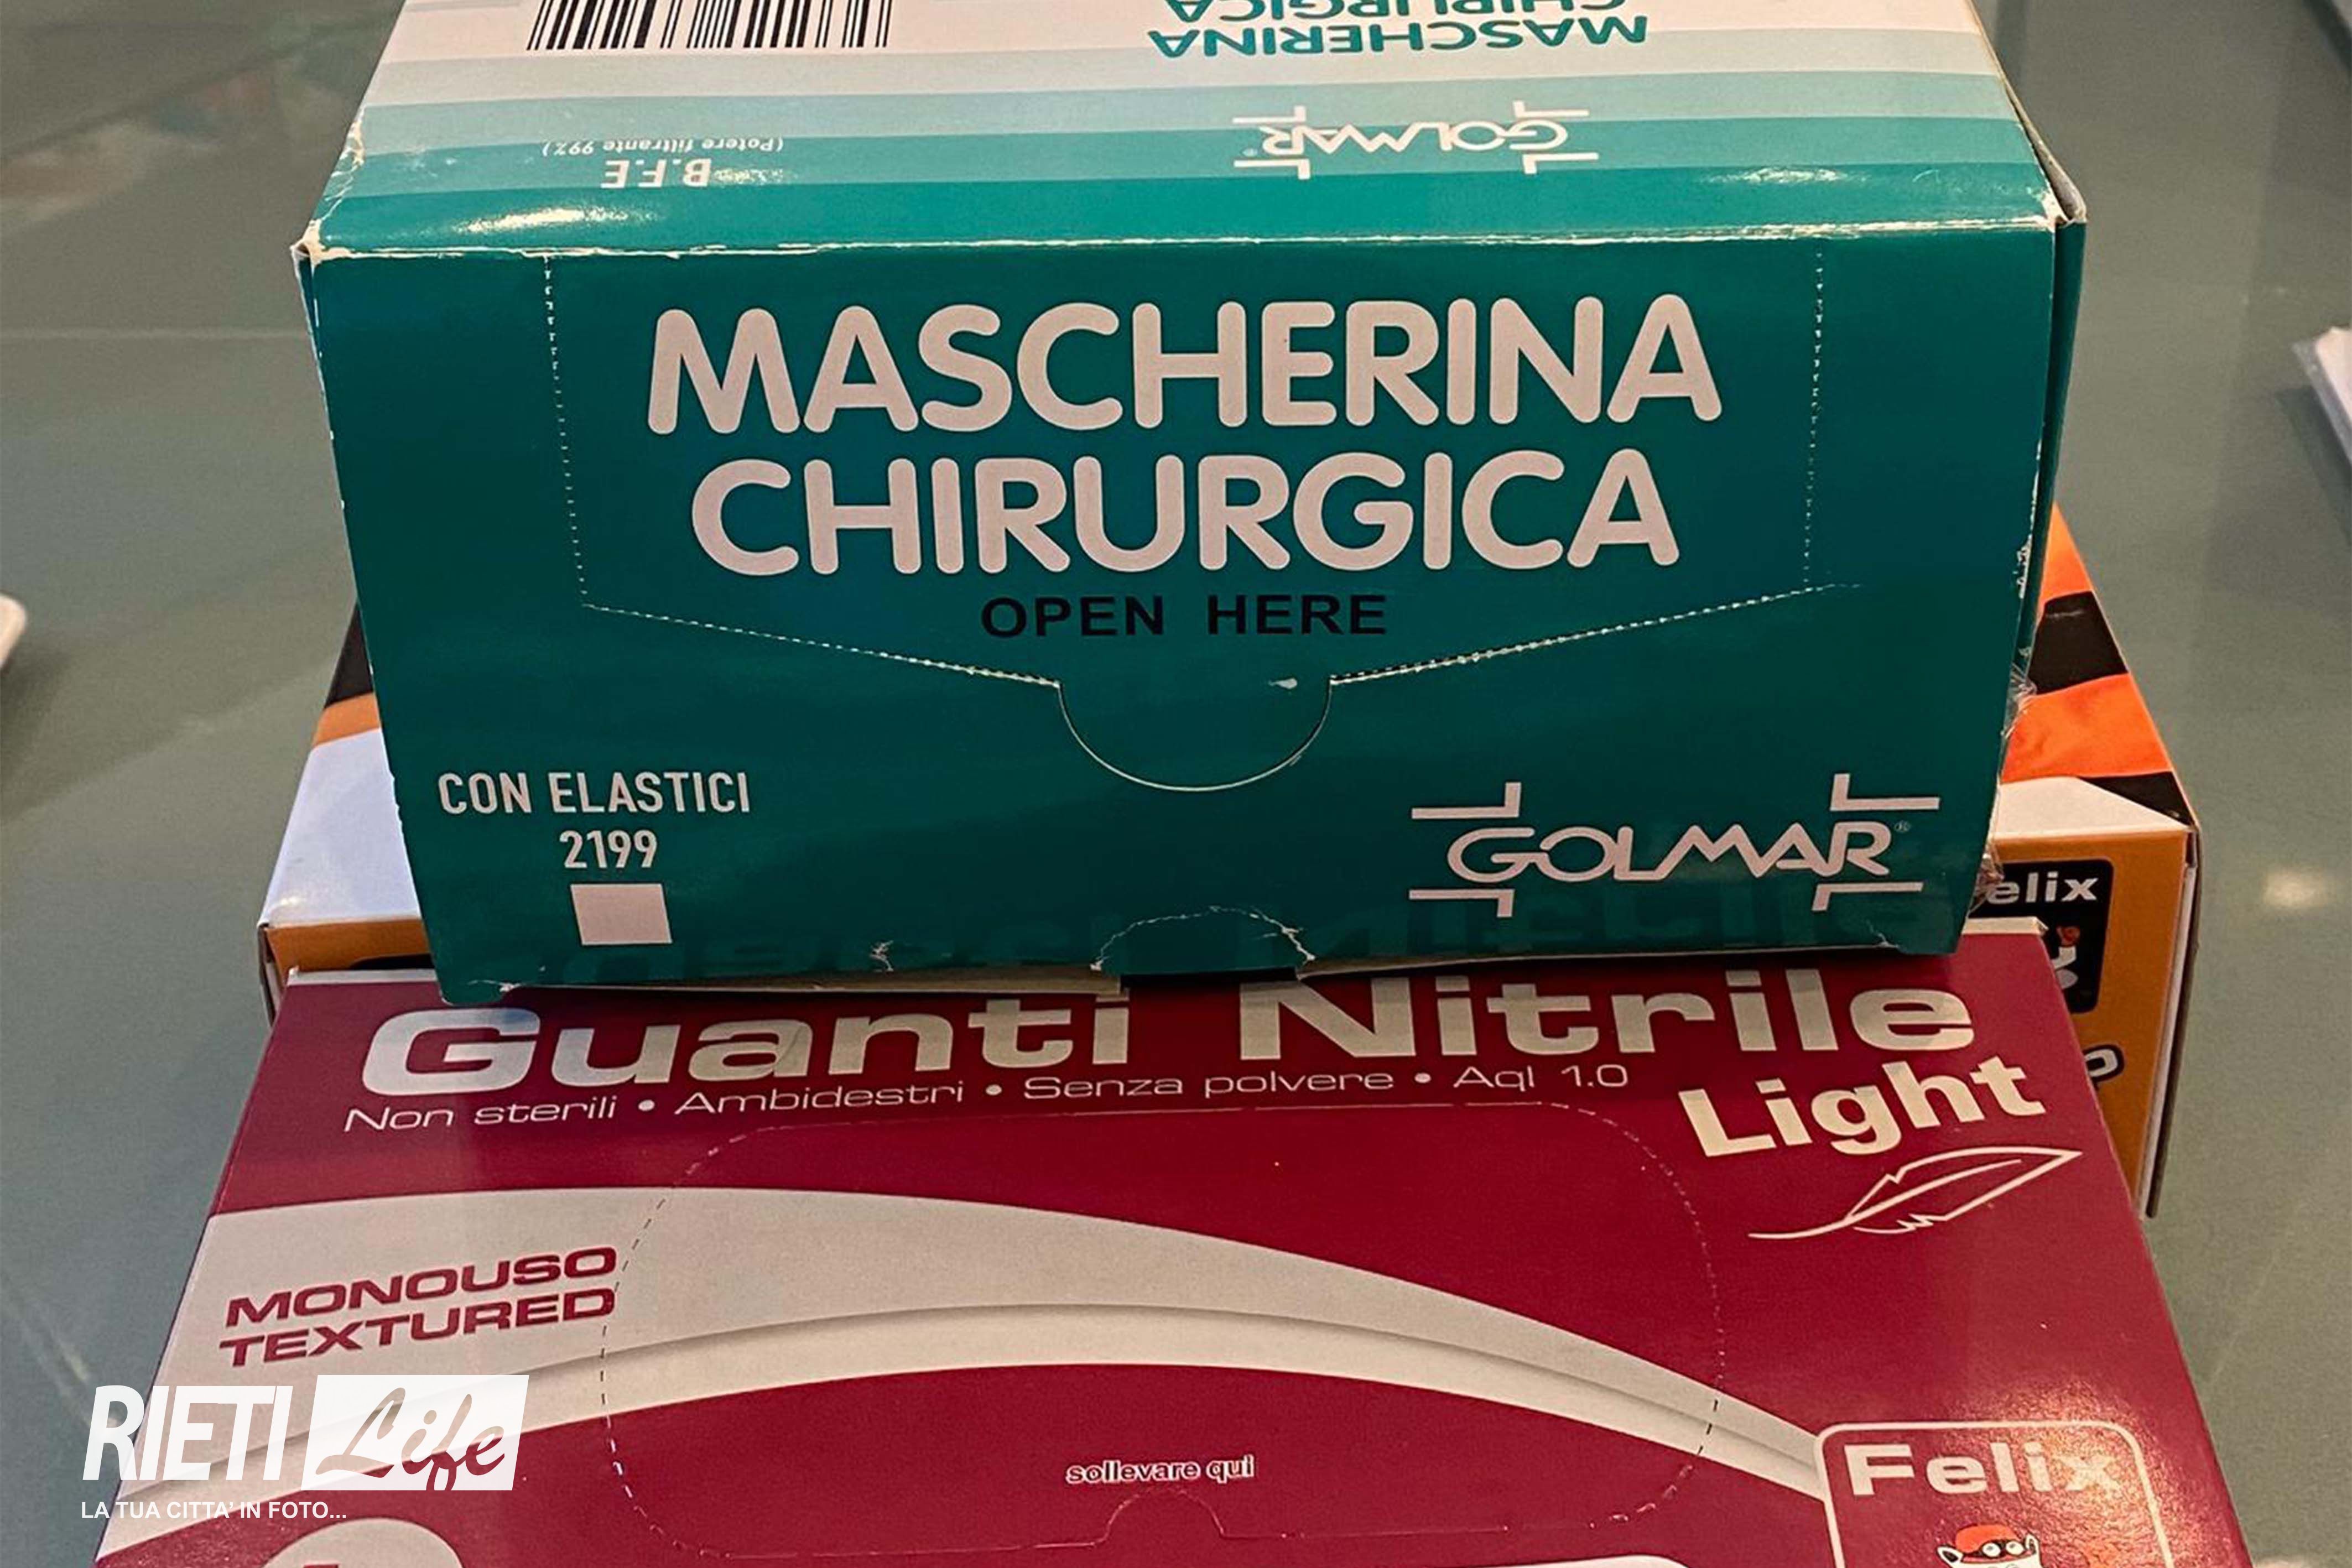 MASCHERINA
CHIRURGICA
GOLMAR®
B.F.E
(Potere filtrante 99%)
MASCHERINA
CHIRURGICA
OPEN HERE
CON ELASTICI
2199
GOLMAR®
elix
Guanti Nitrile
Non sterili • Ambidestri • Senza polvere • Aql 1.0
Light
MONOUSO
TEXTURED
sollevare qui
Felix
RIETI Life
LA TUA CITTA' IN FOTO...